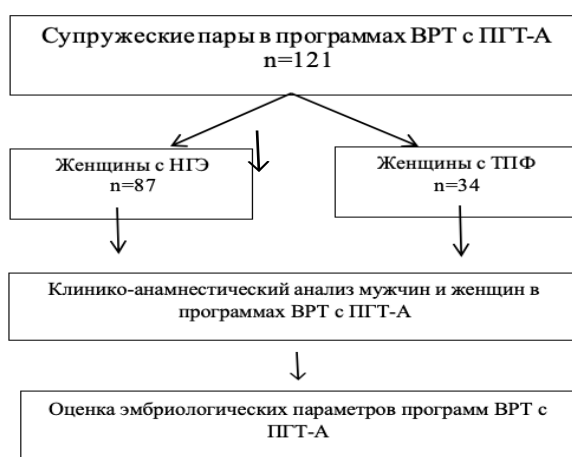 Супружеские пары в программах ВРТ с ПГТ-А
n=121
Женщины с НГЭ
n=87
Женщины с ТПФ
n=34
Клинико-анамнестический анализ мужчин и женщин в
программах ВРТ с ПГТ-А
Оценка эмбриологических параметров программ ВРТ с
ПГТ-А